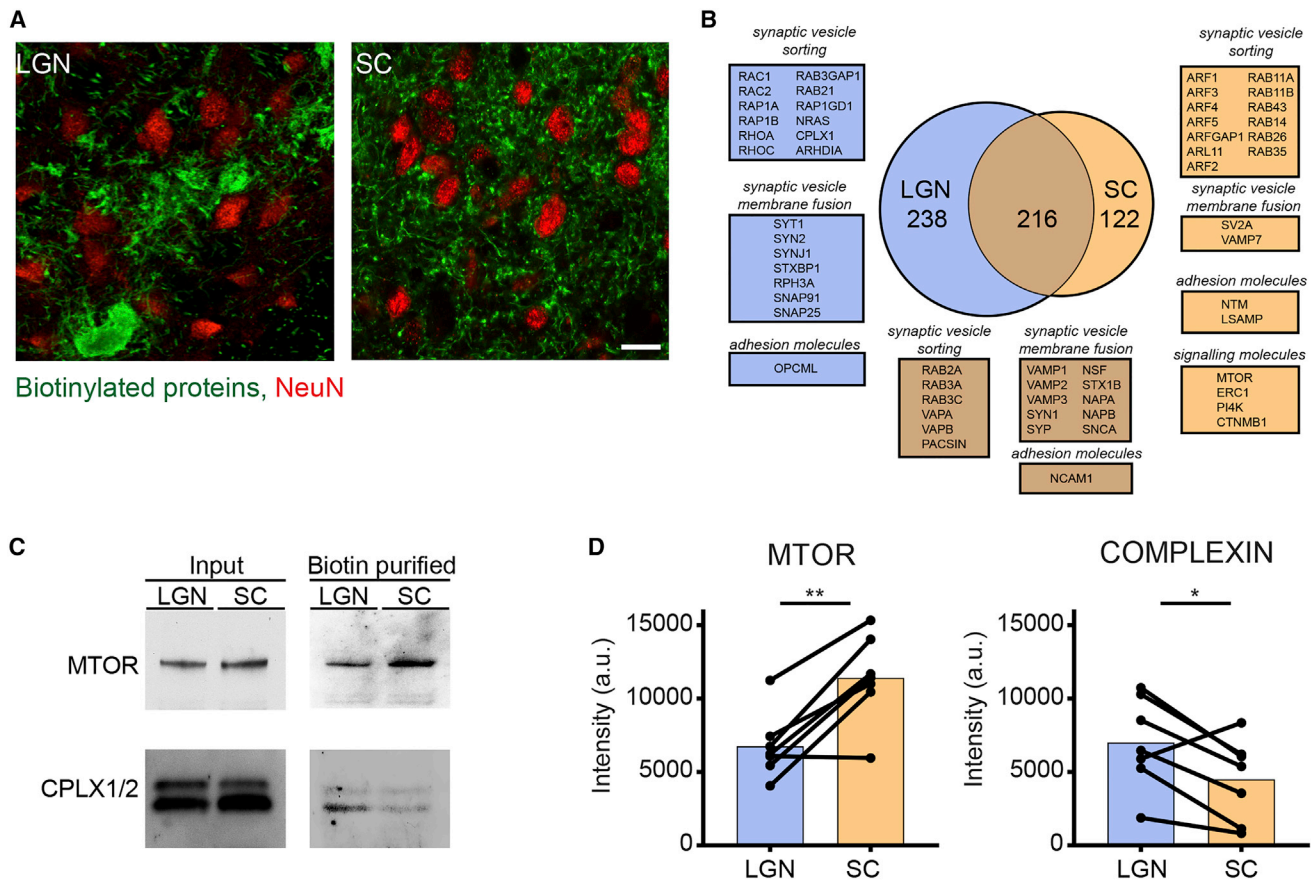 A
LGN
SC
Biotinylated proteins, NeuN
B
synaptic vesicle
sorting
RAC1 RAB3GAP1
RAC2 RAB21
RAP1A RAP1GD1
RAP1B NRAS
RHOA CPLX1
RHOC ARHDIA
synaptic vesicle
membrane fusion
SYT1
SYN2
SYNJ1
STXBP1
RPH3A
SNAP91
SNAP25
adhesion molecules
OPCML
LGN
238
216
SC
122
synaptic vesicle
sorting
RAB2A
RAB3A
RAB3C
VAPA
VAPB
PACSIN
synaptic vesicle
membrane fusion
VAMP1 NSF
VAMP2 STX1B
VAMP3 NAPA
SYN1 NAPB
SYP SNCA
adhesion molecules
NCAM1
synaptic vesicle
sorting
ARF1 RAB11A
ARF3 RAB11B
ARF4 RAB43
ARF5 RAB14
ARFGAP1 RAB26
ARL11 RAB35
ARF2
synaptic vesicle
membrane fusion
SV2A
VAMP7
adhesion molecules
NTM
LSAMP
signalling molecules
MTOR
ERC1
PI4K
CTNMB1
C
Input Biotin purified
LGN SC LGN SC
MTOR
CPLX1/2
D
MTOR
**
Intensity (a.u.)
15000
10000
5000
0
LGN SC
COMPLEXIN
*
Intensity (a.u.)
15000
10000
5000
0
LGN SC